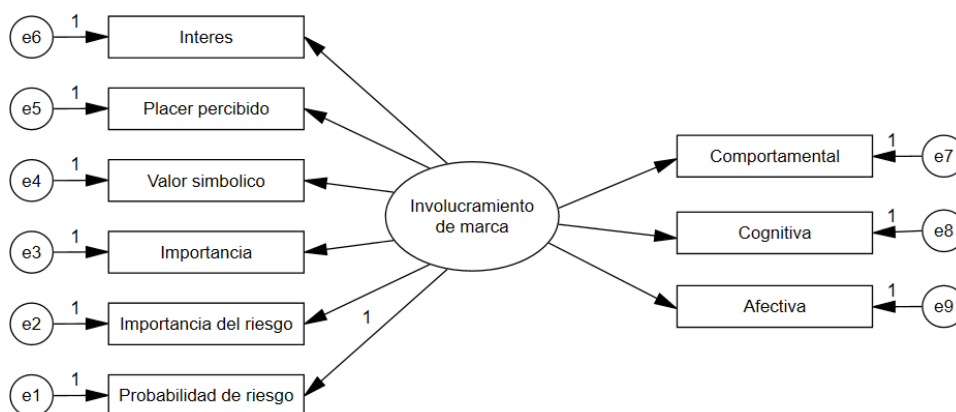 e6
1
Interes
e5
1
Placer percibido
e4
1
Valor simbolico
e3
1
Importancia
e2
1
Importancia del riesgo
e1
1
Probabilidad de riesgo
1
Involucramiento
de marca
Comportamental
1
e7
Cognitiva
1
e8
Afectiva
1
e9